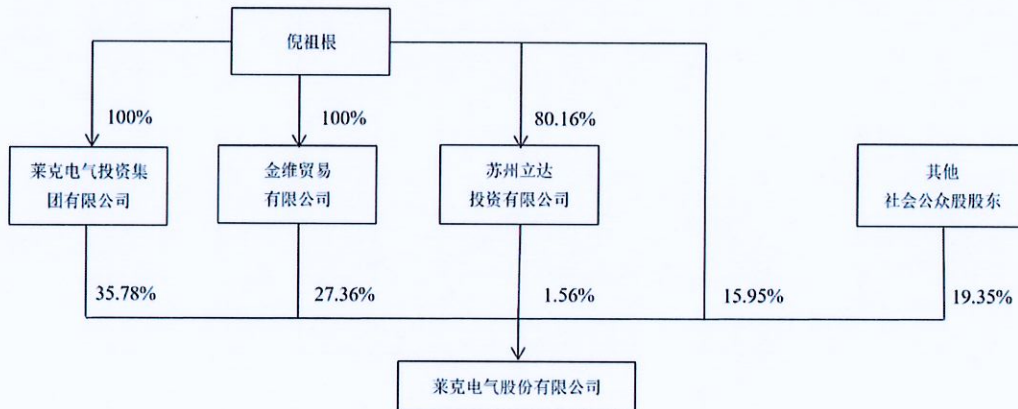 倪祖根
100%
100%
80.16%
莱克电气投资集
团有限公司
金维贸易
有限公司
苏州立达
投资有限公司
其他
社会公众股股东
35.78%
27.36%
1.56%
15.95%
19.35%
莱克电气股份有限公司